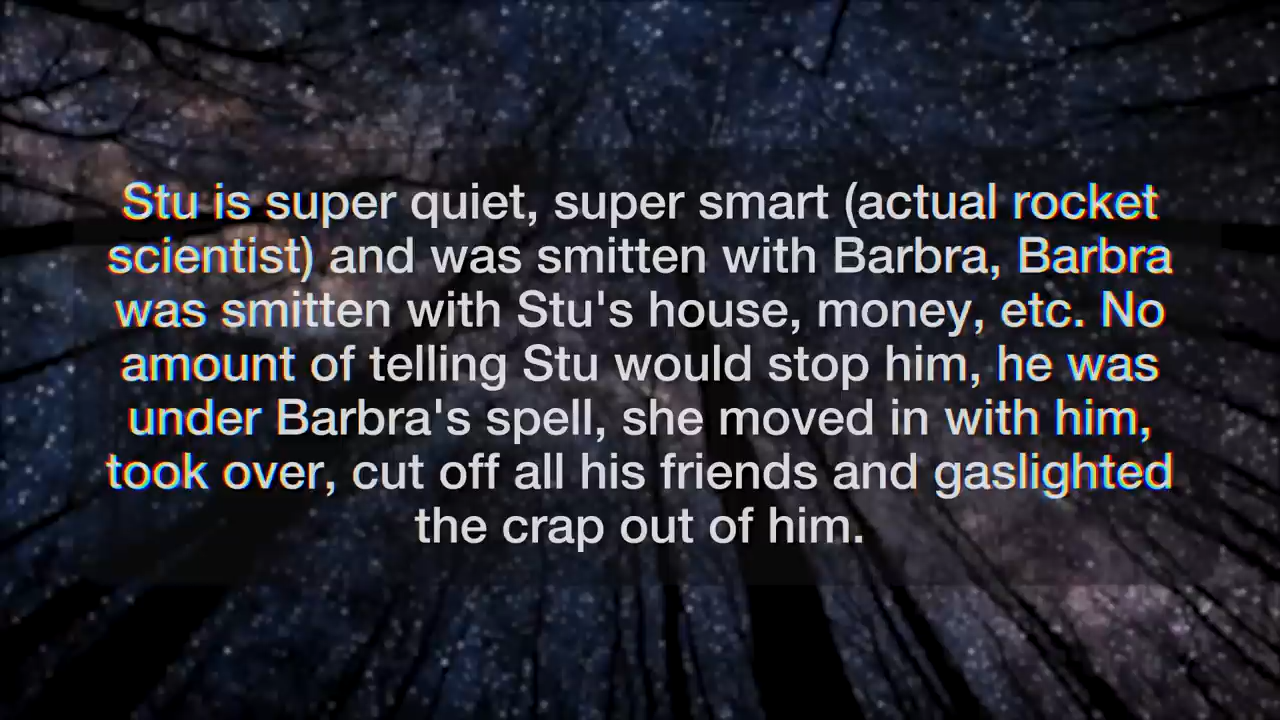 Stu is super quiet, super smart (actual rocket
scientist) and was smitten with Barbra, Barbra
was smitten with Stu's house, money, etc. No
amount of telling Stu would stop him, he was
under Barbra's spell, she moved in with him,
took over, cut off all his friends and gaslighted
the crap out of him.